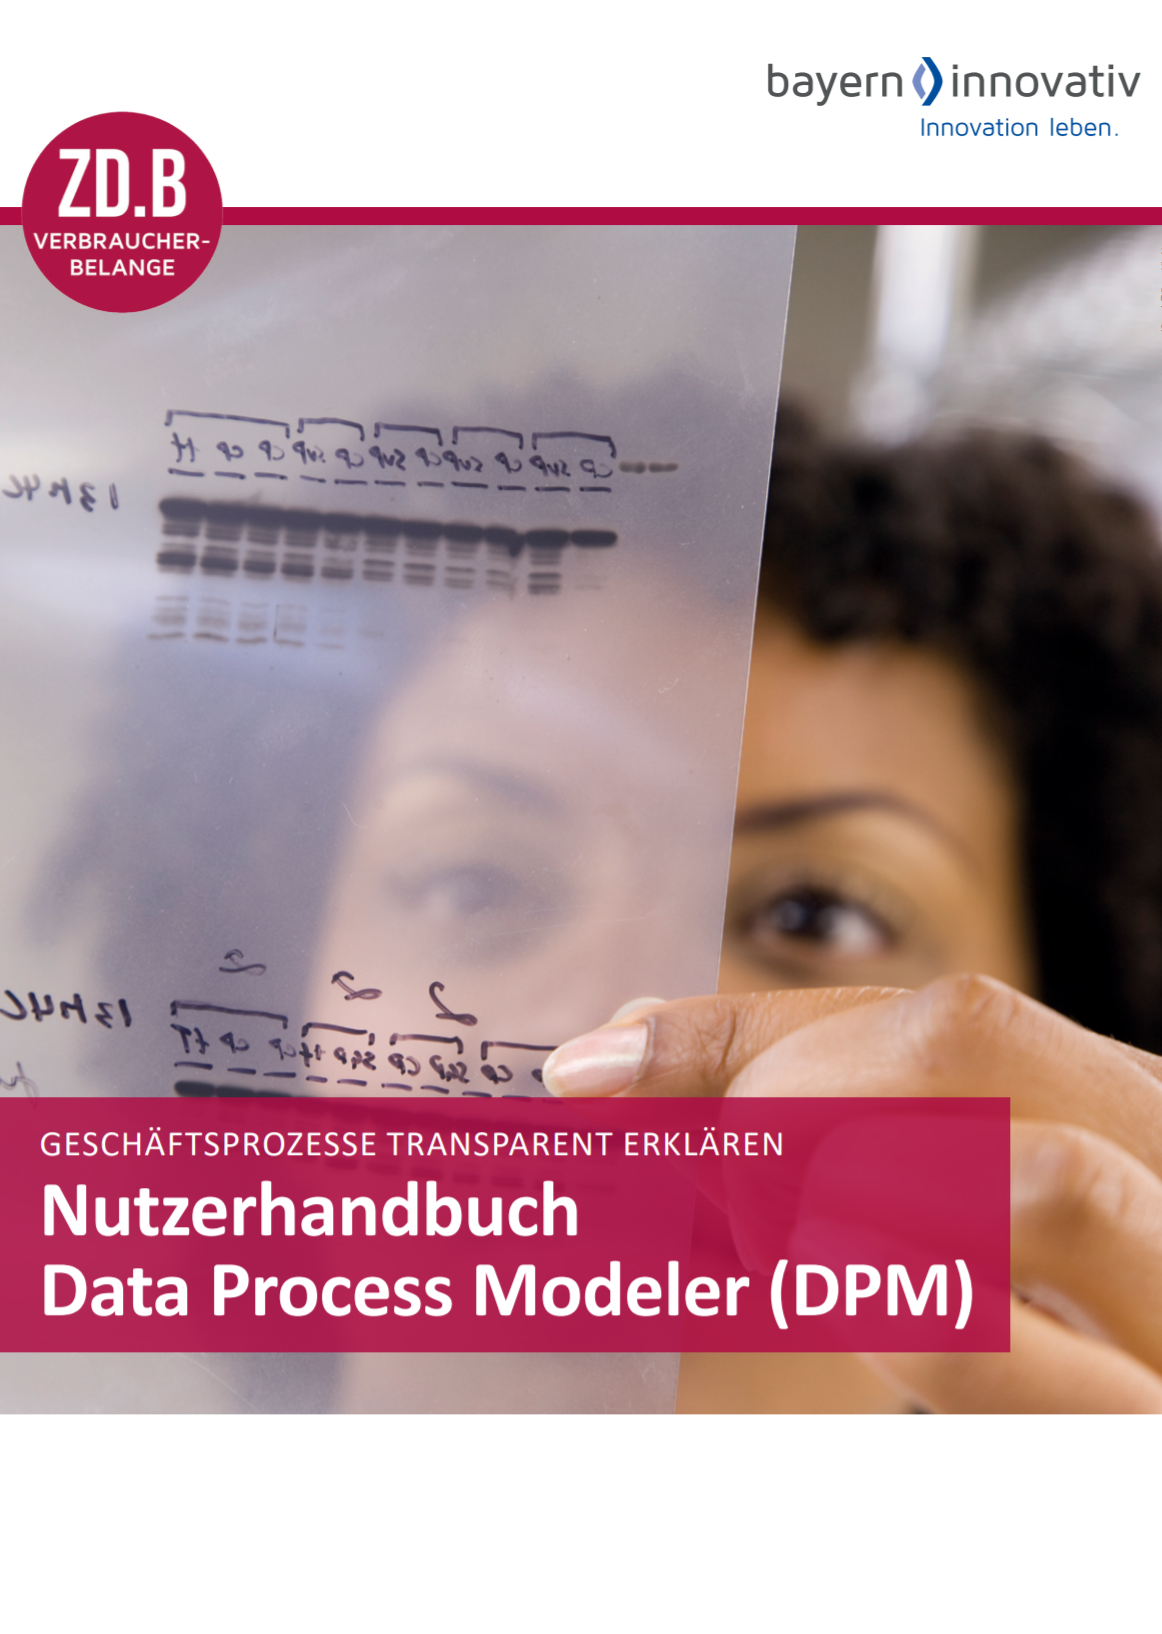 bayern innovativ
Innovation leben.
ZD.B
VERBRAUCHER-
BELANGE
GESCHÄFTSPROZESSE TRANSPARENT ERKLÄREN
Nutzerhandbuch
Data Process Modeler (DPM)